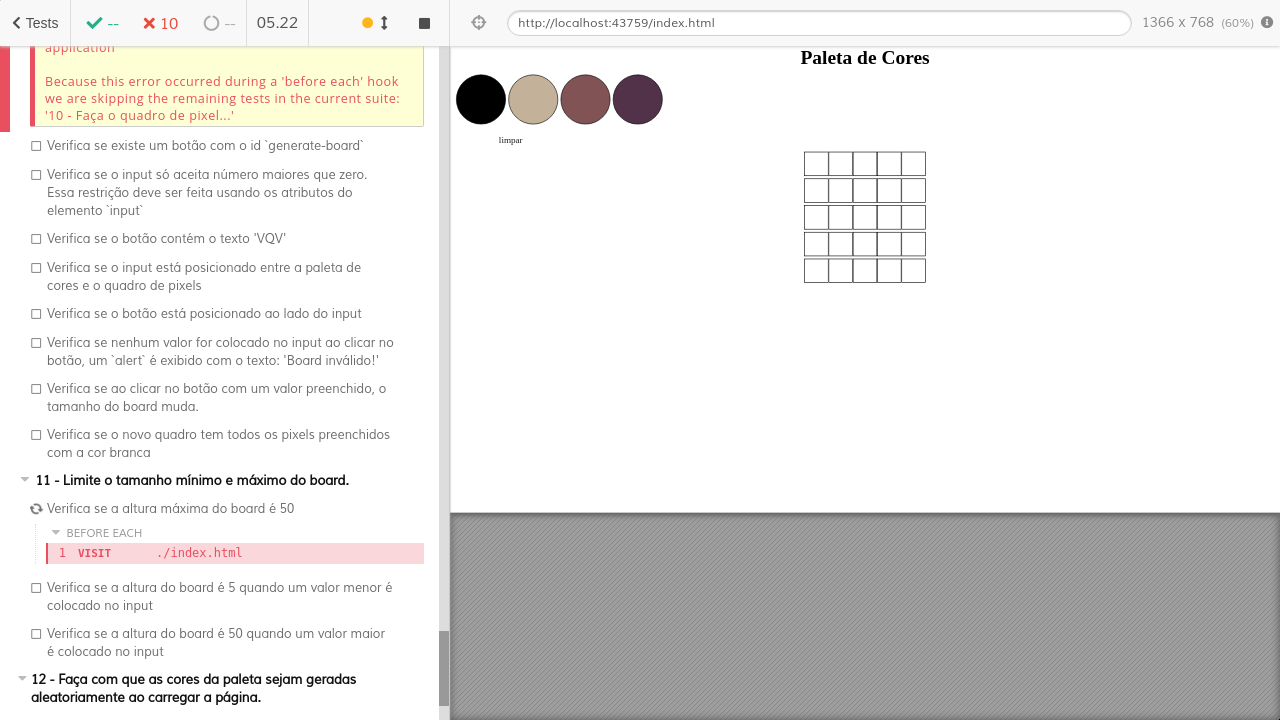 Tests
--
10
--
05.22
application
Because this error occurred during a 'before each' hook
we are skipping the remaining tests in the current suite:
'10 - Faça o quadro de pixel...'
Verifica se existe um botão com o id `generate-board`
Verifica se o input só aceita número maiores que zero.
Essa restrição deve ser feita usando os atributos do
elemento `input`
Verifica se o botão contém o texto 'VQV'
Verifica se o input está posicionado entre a paleta de
cores e o quadro de pixels
Verifica se o botão está posicionado ao lado do input
Verifica se nenhum valor for colocado no input ao clicar no
botão, um `alert` é exibido com o texto: 'Board inválido!'
Verifica se ao clicar no botão com um valor preenchido, o
tamanho do board muda.
Verifica se o novo quadro tem todos os pixels preenchidos
com a cor branca
11 - Limite o tamanho mínimo e máximo do board.
Verifica se a altura máxima do board é 50
BEFORE EACH
1 VISIT ./index.html
Verifica se a altura do board é 5 quando um valor menor é
colocado no input
Verifica se a altura do board é 50 quando um valor maior
é colocado no input
12 - Faça com que as cores da paleta sejam geradas
aleatoriamente ao carregar a página.
http://localhost:43759/index.html
1366 x 768 (60%)
Paleta de Cores
limpar